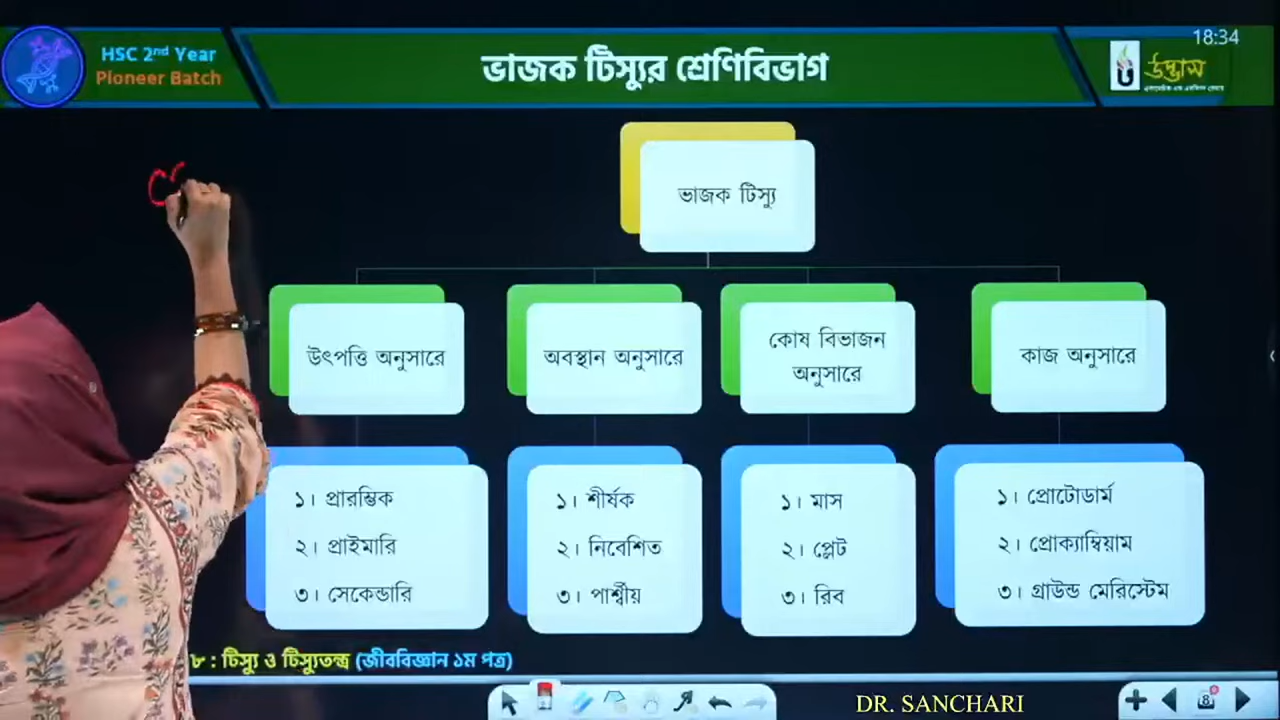 HSC 2nd Year
Pioneer Batch
ভাজক টিস্যুর শ্রেণিবিভাগ
18:34
উদ্ভাস
ভাজক টিস্যু
উৎপত্তি অনুসারে
অবস্থান অনুসারে
কোষ বিভাজন
অনুসারে
কাজ অনুসারে
১। প্রারম্ভিক
২। প্রাইমারি
৩। সেকেন্ডারি
১। শীর্ষক
২। নিবেশিত
৩। পার্শ্বীয়
১। মাস
২। প্লেট
৩। রিব
১। প্রোটোডার্ম
২। প্রোক্যাম্বিয়াম
৩। গ্রাউন্ড মেরিস্টেম
৮ : টিস্যু ও টিস্যুতন্ত্র (জীববিজ্ঞান ১ম পত্র)
DR. SANCHARI
8